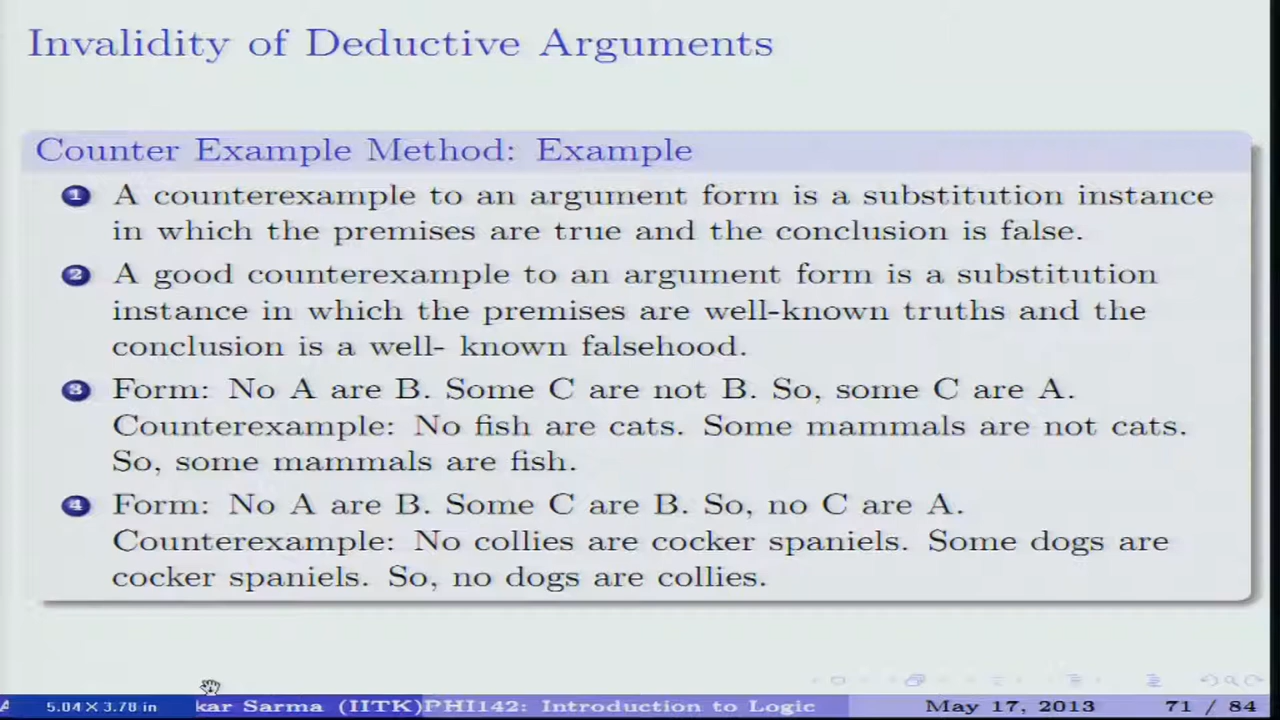 Invalidity of Deductive Arguments
Counter Example Method: Example
1 A counterexample to an argument form is a substitution instance
in which the premises are true and the conclusion is false.
2 A good counterexample to an argument form is a substitution
instance in which the premises are well-known truths and the
conclusion is a well- known falsehood.
3 Form: No A are B. Some C are not B. So, some C are A.
Counterexample: No fish are cats. Some mammals are not cats.
So, some mammals are fish.
4 Form: No A are B. Some C are B. So, no C are A.
Counterexample: No collies are cocker spaniels. Some dogs are
cocker spaniels. So, no dogs are collies.
A 5.04 X 3.78 in kar Sarma (IITK) PHI142: Introduction to Logic May 17, 2013 71 / 84